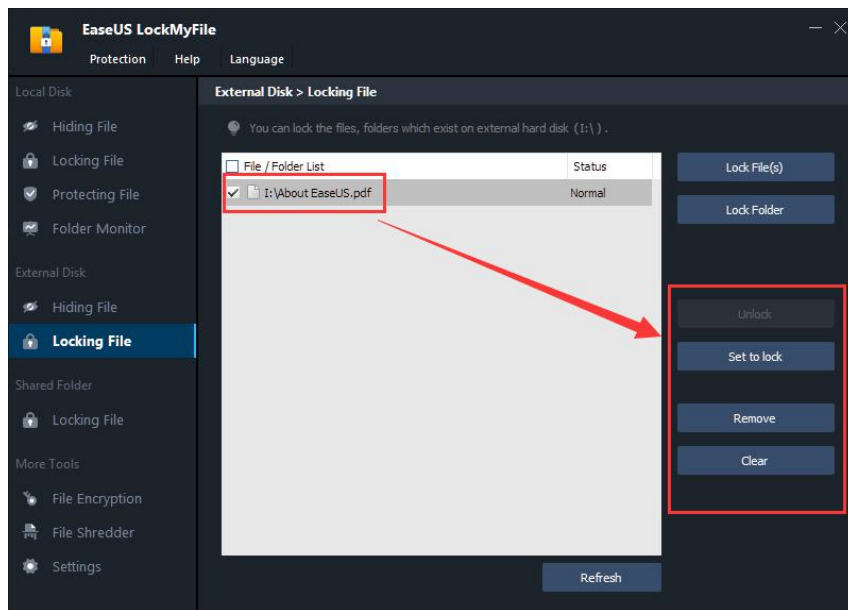 EaseUS LockMyFile
Protection Help Language
Local Disk
Hiding File
Locking File
Protecting File
Folder Monitor
External Disk
Hiding File
Locking File
Shared Folder
Locking File
More Tools
File Encryption
File Shredder
Settings
External Disk > Locking File
You can lock the files, folders which exist on external hard disk (I:\).
File / Folder List Status
I:\About EaseUS.pdf Normal
Lock File(s)
Lock Folder
Unlock
Set to lock
Remove
Clear
Refresh